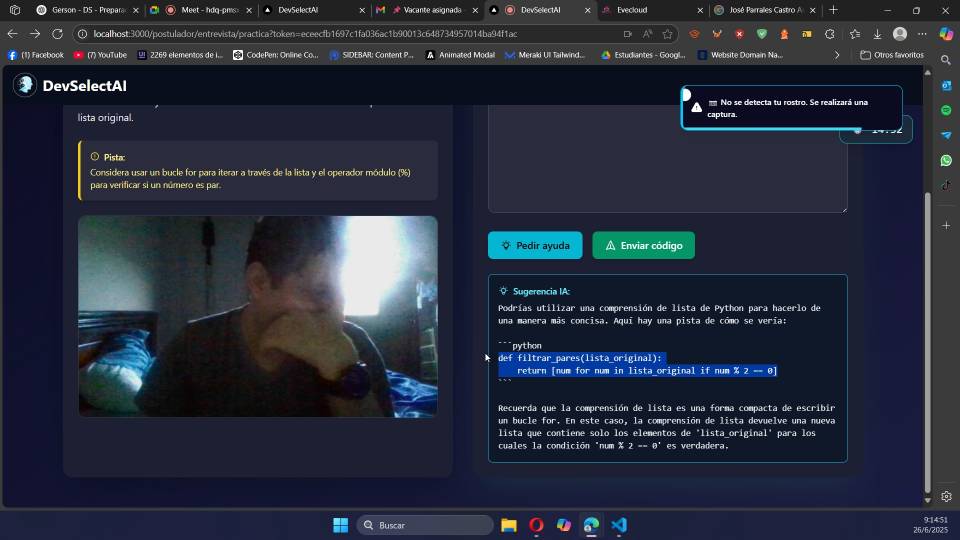 Gerson - DS - Preparac
Meet - hdq-pmsx
DevSelectAI
Vacante asignada -
DevSelectAI
Evecloud
José Parrales Castro A
localhost:3000/postulador/entrevista/practica?token=eceecfb1697c1fa036ac1b90013c648734957014ba94f1ac
(1) Facebook
(7) YouTube
2269 elementos de i...
CodePen: Online Co...
SIDEBAR: Content P...
Animated Modal
Meraki UI Tailwind...
Estudiantes - Googl...
Website Domain Na...
Otros favoritos
DevSelectAI
No se detecta tu rostro. Se realizará una
captura.
14:52
lista original.
Pista:
Considera usar un bucle for para iterar a través de la lista y el operador módulo (%)
para verificar si un número es par.
Pedir ayuda
Enviar código
Sugerencia IA:
Podrías utilizar una comprensión de lista de Python para hacerlo de
una manera más concisa. Aquí hay una pista de cómo se vería:
```python
def filtrar_pares(lista_original):
    return [num for num in lista_original if num % 2 == 0]
```
Recuerda que la comprensión de lista es una forma compacta de escribir
un bucle for. En este caso, la comprensión de lista devuelve una nueva
lista que contiene solo los elementos de 'lista_original' para los
cuales la condición 'num % 2 == 0' es verdadera.
Buscar
9:14:51
26/6/2025